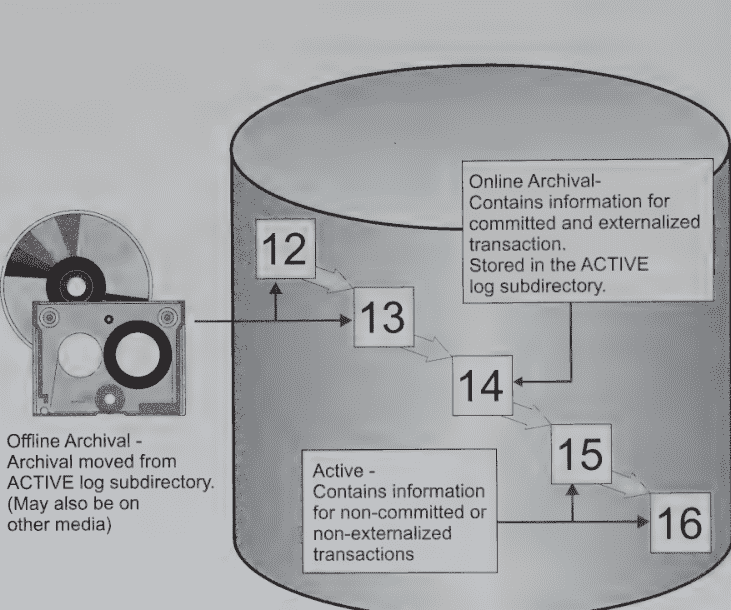 Online Archival-
Contains information for
committed and externalized
transaction.
Stored in the ACTIVE
log subdirectory.
12
13
14
15
16
Offline Archival -
Archival moved from
ACTIVE log subdirectory.
(May also be on
other media)
Active -
Contains information
for non-committed or
non-externalized
transactions